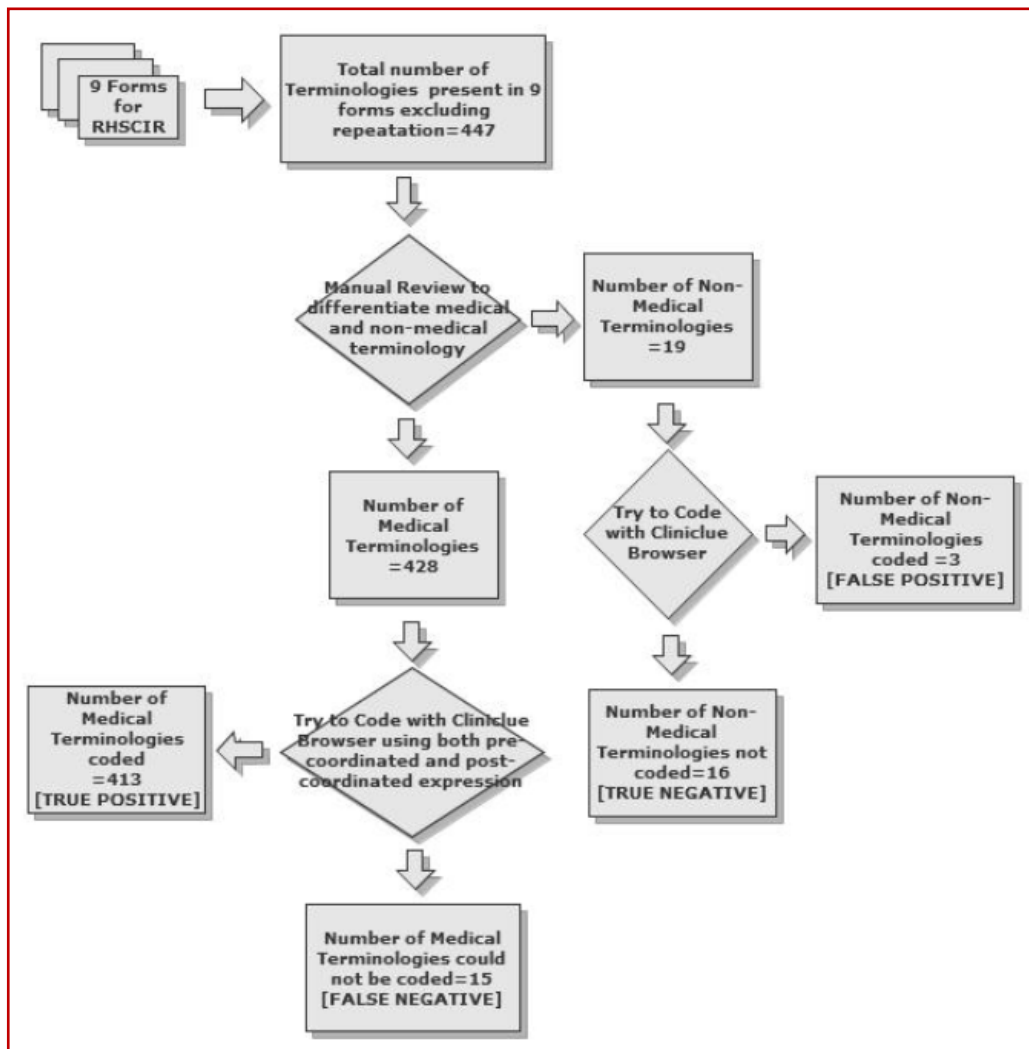 9 Forms
for
RHSCIR
Total number of
Terminologies present in 9
forms excluding
repeatation=447
Manual Review to
differentiate medical
and non-medical
terminology
Number of Non-
Medical
Terminologies
=19
Number of
Medical
Terminologies
=428
Try to Code
with Cliniclue
Browser
Number of Non-
Medical
Terminologies
coded =3
[FALSE POSITIVE]
Number of
Medical
Terminologies
coded
=413
[TRUE POSITIVE]
Try to Code with Cliniclue
Browser using both pre-
coordinated and post-
coordinated expression
Number of Non-
Medical
Terminologies not
coded=16
[TRUE NEGATIVE]
Number of Medical
Terminologies could
not be coded=15
[FALSE NEGATIVE]